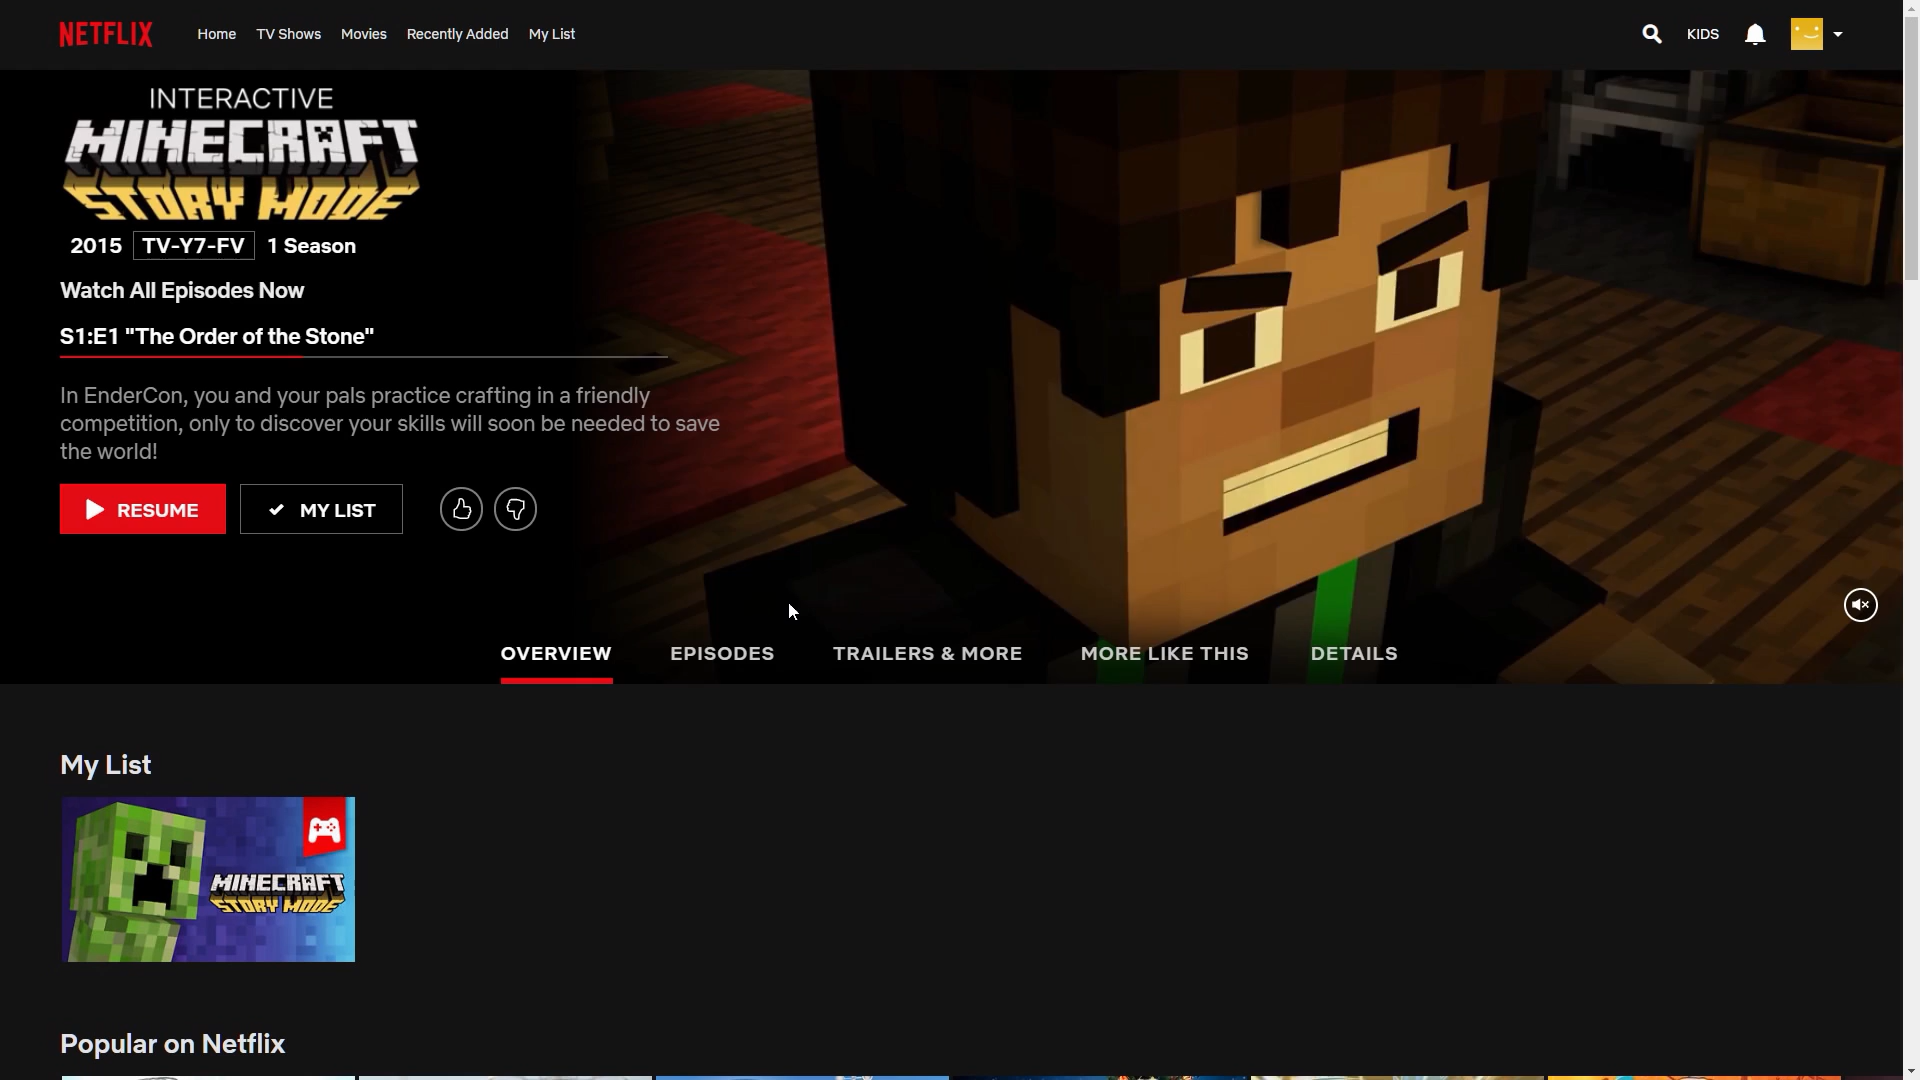 NETFLIX
Home TV Shows Movies Recently Added My List
KIDS
INTERACTIVE
MINECRAFT
STORY MODE
2015 TV-Y7-FV 1 Season
Watch All Episodes Now
S1:E1 "The Order of the Stone"
In EnderCon, you and your pals practice crafting in a friendly
competition, only to discover your skills will soon be needed to save
the world!
RESUME MY LIST
OVERVIEW EPISODES TRAILERS & MORE MORE LIKE THIS DETAILS
My List
MINECRAFT
STORY MODE
Popular on Netflix